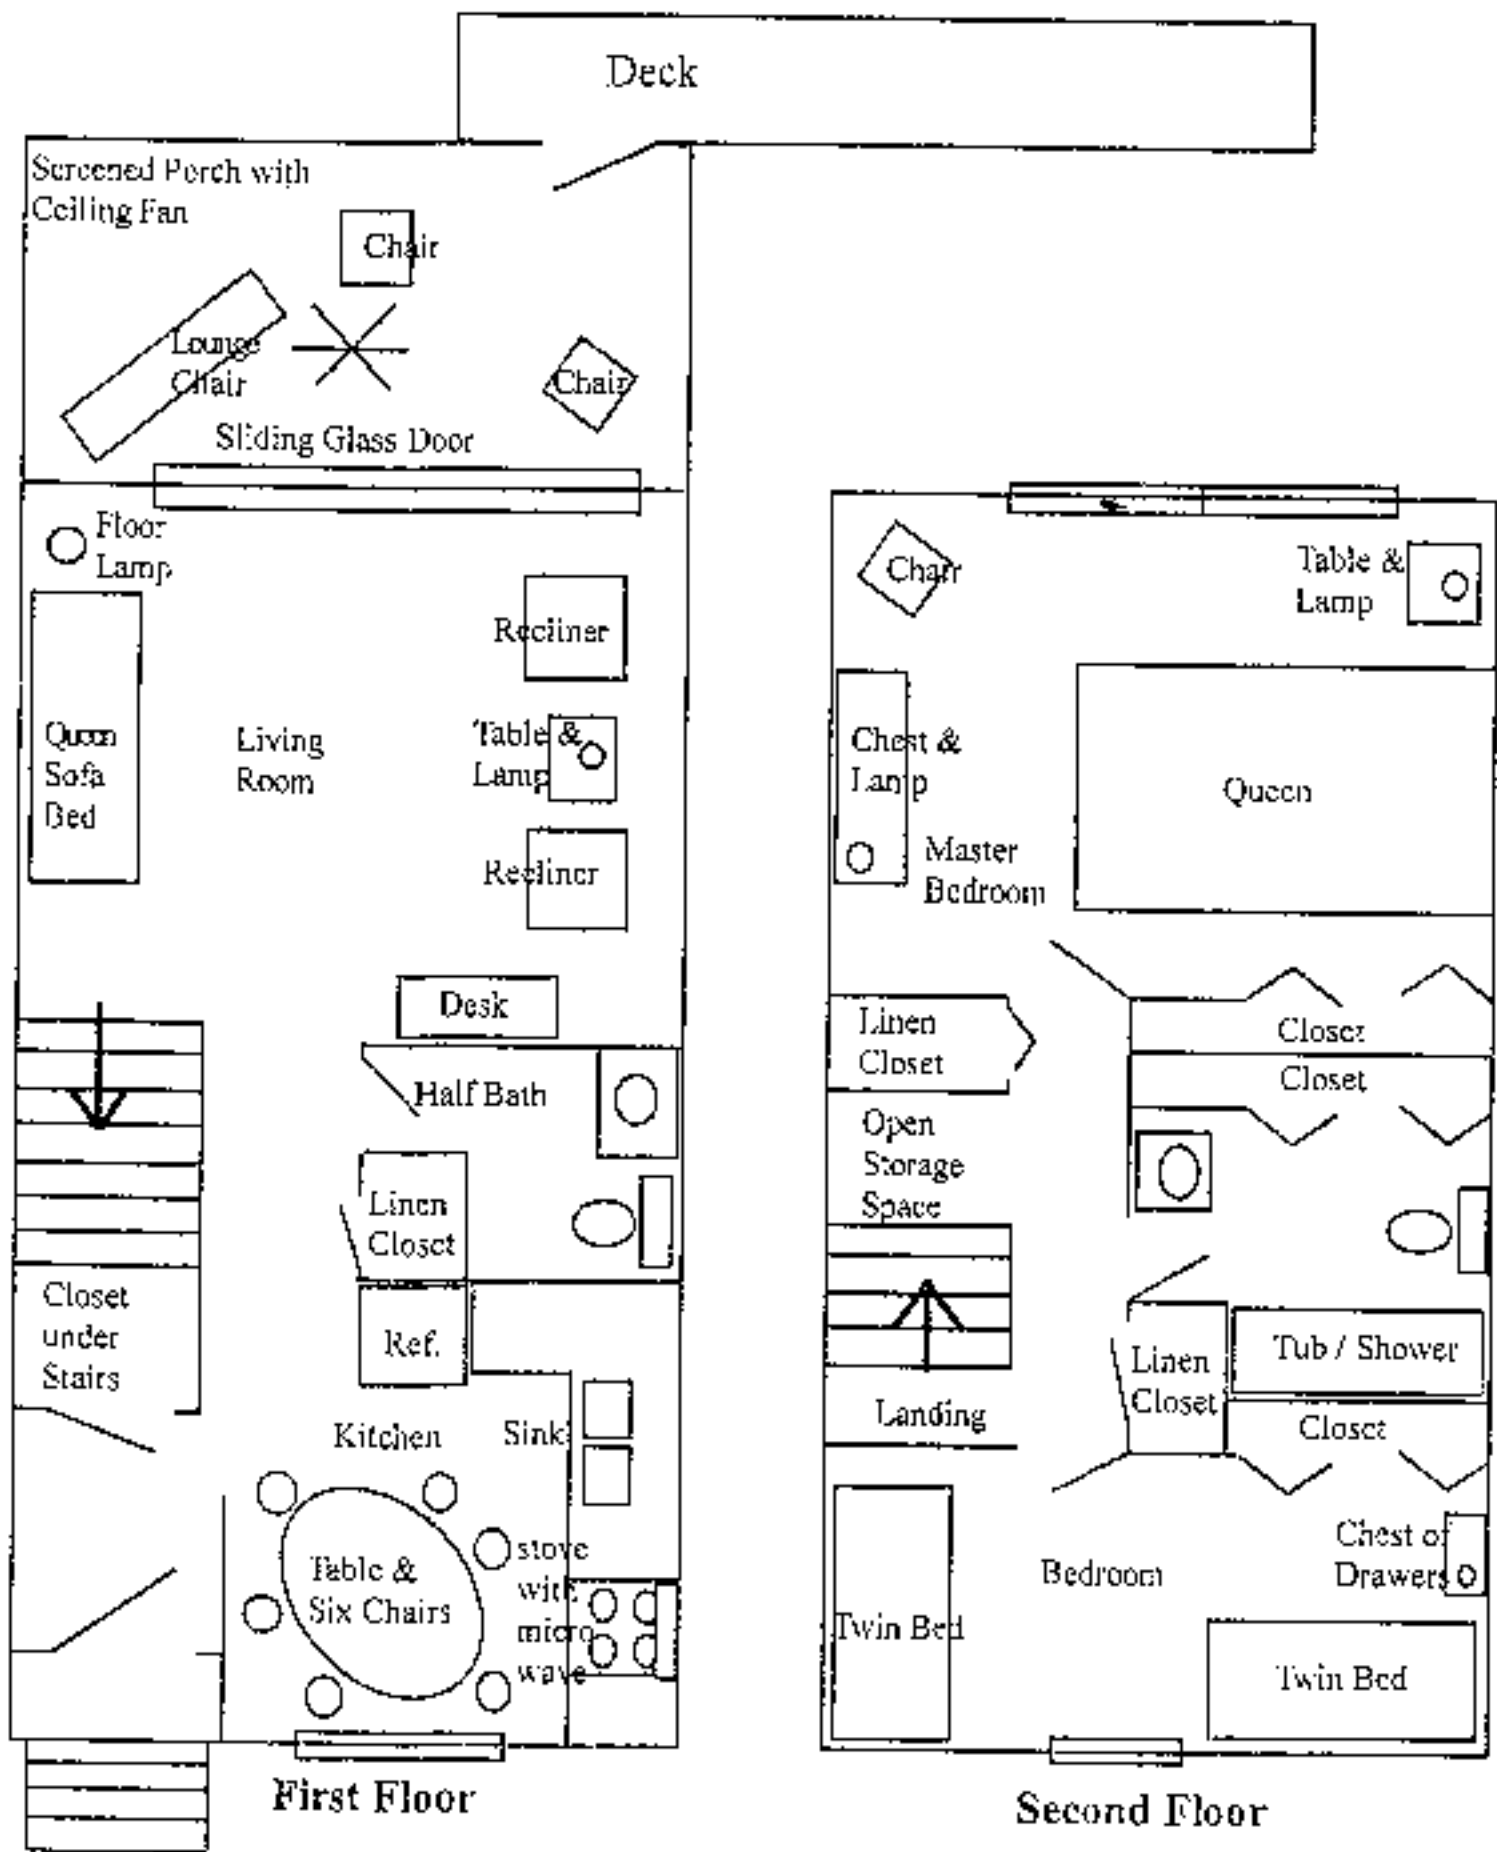 Deck
Screened Porch with
Ceiling Fan
Chair
Lounge
Chair
Chair
Sliding Glass Door
Floor
Lamp
Recliner
Queen
Sofa
Bed
Living
Room
Table &
Lamp
Recliner
Desk
Half Bath
Linen
Closet
Closet
under
Stairs
Ref.
Kitchen
Sink
Table &
Six Chairs
stove
with
micro
wave
First Floor
Chair
Table &
Lamp
Chest &
Lamp
Queen
Master
Bedroom
Linen
Closet
Closet
Closet
Open
Storage
Space
Landing
Linen
Closet
Tub / Shower
Closet
Bedroom
Chest of
Drawers
Twin Bed
Twin Bed
Second Floor